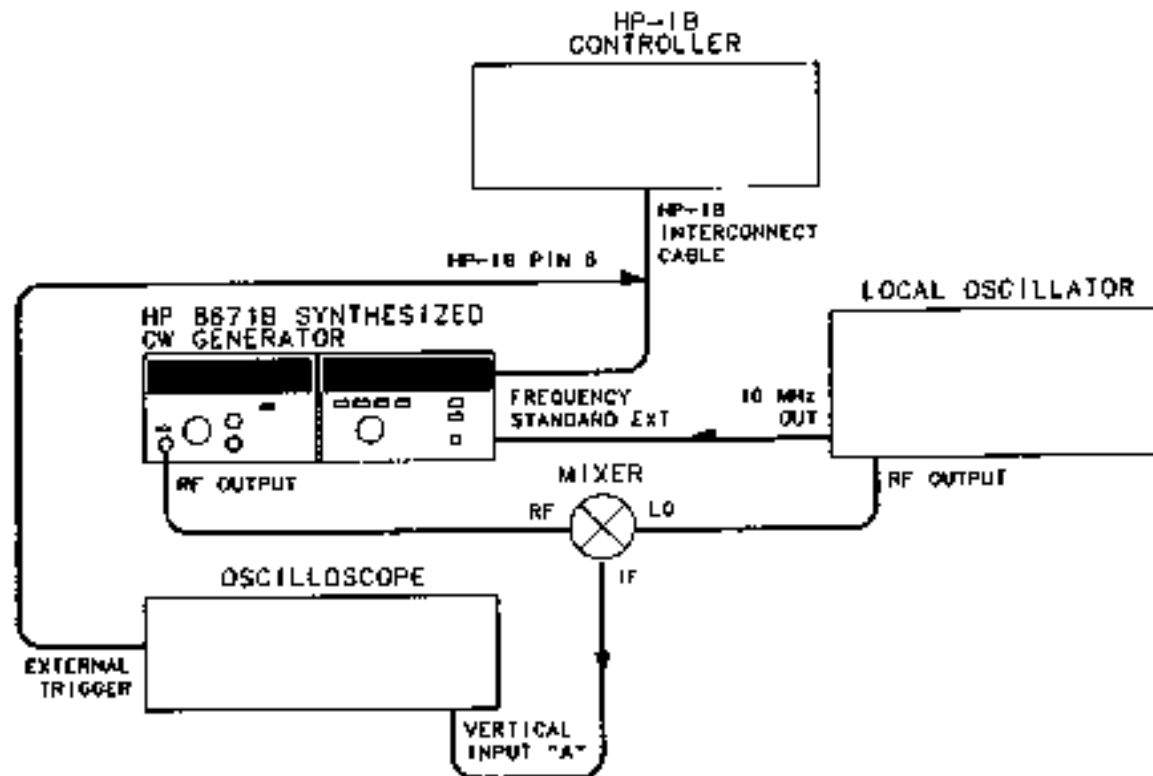 HP-IB
CONTROLLER
HP-IB
INTERCONNECT
CABLE
HP-IB PIN 6
LOCAL OSCILLATOR
HP 8671B SYNTHESIZED
CW GENERATOR
FREQUENCY
STANDARD EXT
10 MHz
OUT
RF OUTPUT
MIXER
RF OUTPUT
RF
LO
IF
OSCILLOSCOPE
EXTERNAL
TRIGGER
VERTICAL
INPUT "A"